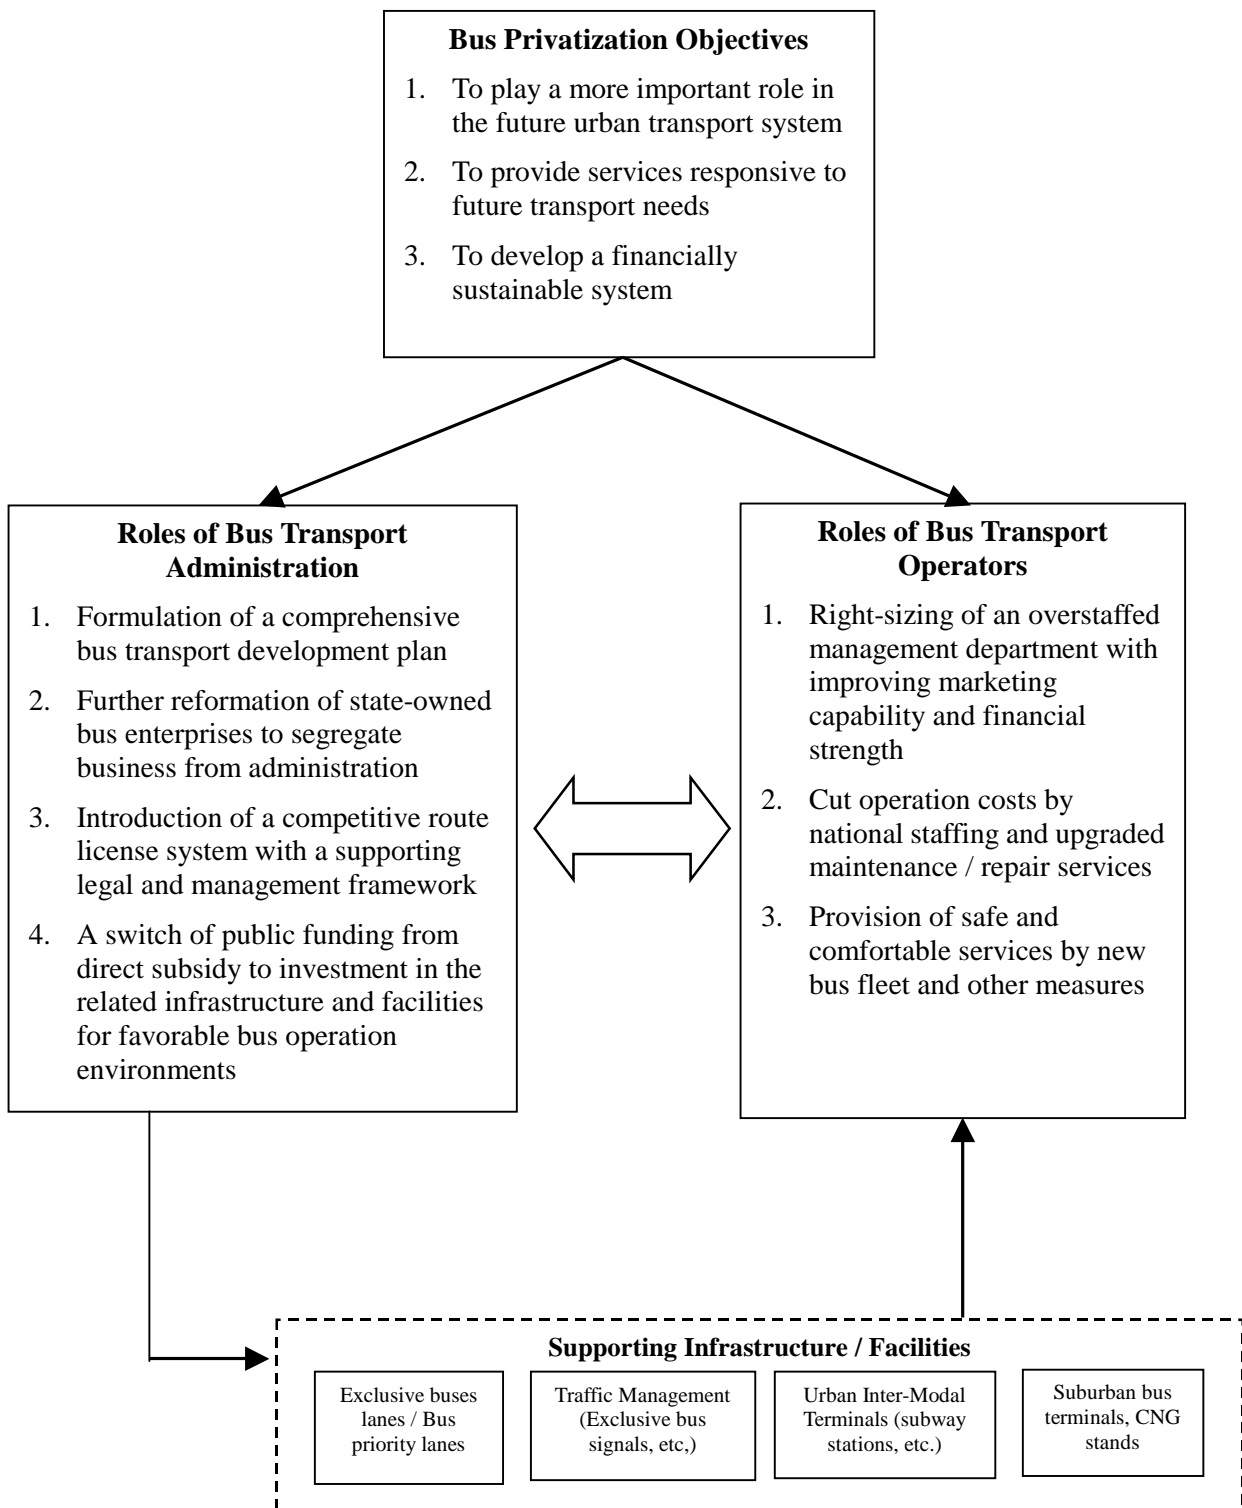 Bus Privatization Objectives
1. To play a more important role in
the future urban transport system
2. To provide services responsive to
future transport needs
3. To develop a financially
sustainable system
Roles of Bus Transport
Administration
1. Formulation of a comprehensive
bus transport development plan
2. Further reformation of state-owned
bus enterprises to segregate
business from administration
3. Introduction of a competitive route
license system with a supporting
legal and management framework
4. A switch of public funding from
direct subsidy to investment in the
related infrastructure and facilities
for favorable bus operation
environments
Roles of Bus Transport
Operators
1. Right-sizing of an overstaffed
management department with
improving marketing
capability and financial
strength
2. Cut operation costs by
national staffing and upgraded
maintenance / repair services
3. Provision of safe and
comfortable services by new
bus fleet and other measures
Supporting Infrastructure / Facilities
Exclusive buses
lanes / Bus
priority lanes
Traffic Management
(Exclusive bus
signals, etc,)
Urban Inter-Modal
Terminals (subway
stations, etc.)
Suburban bus
terminals, CNG
stands